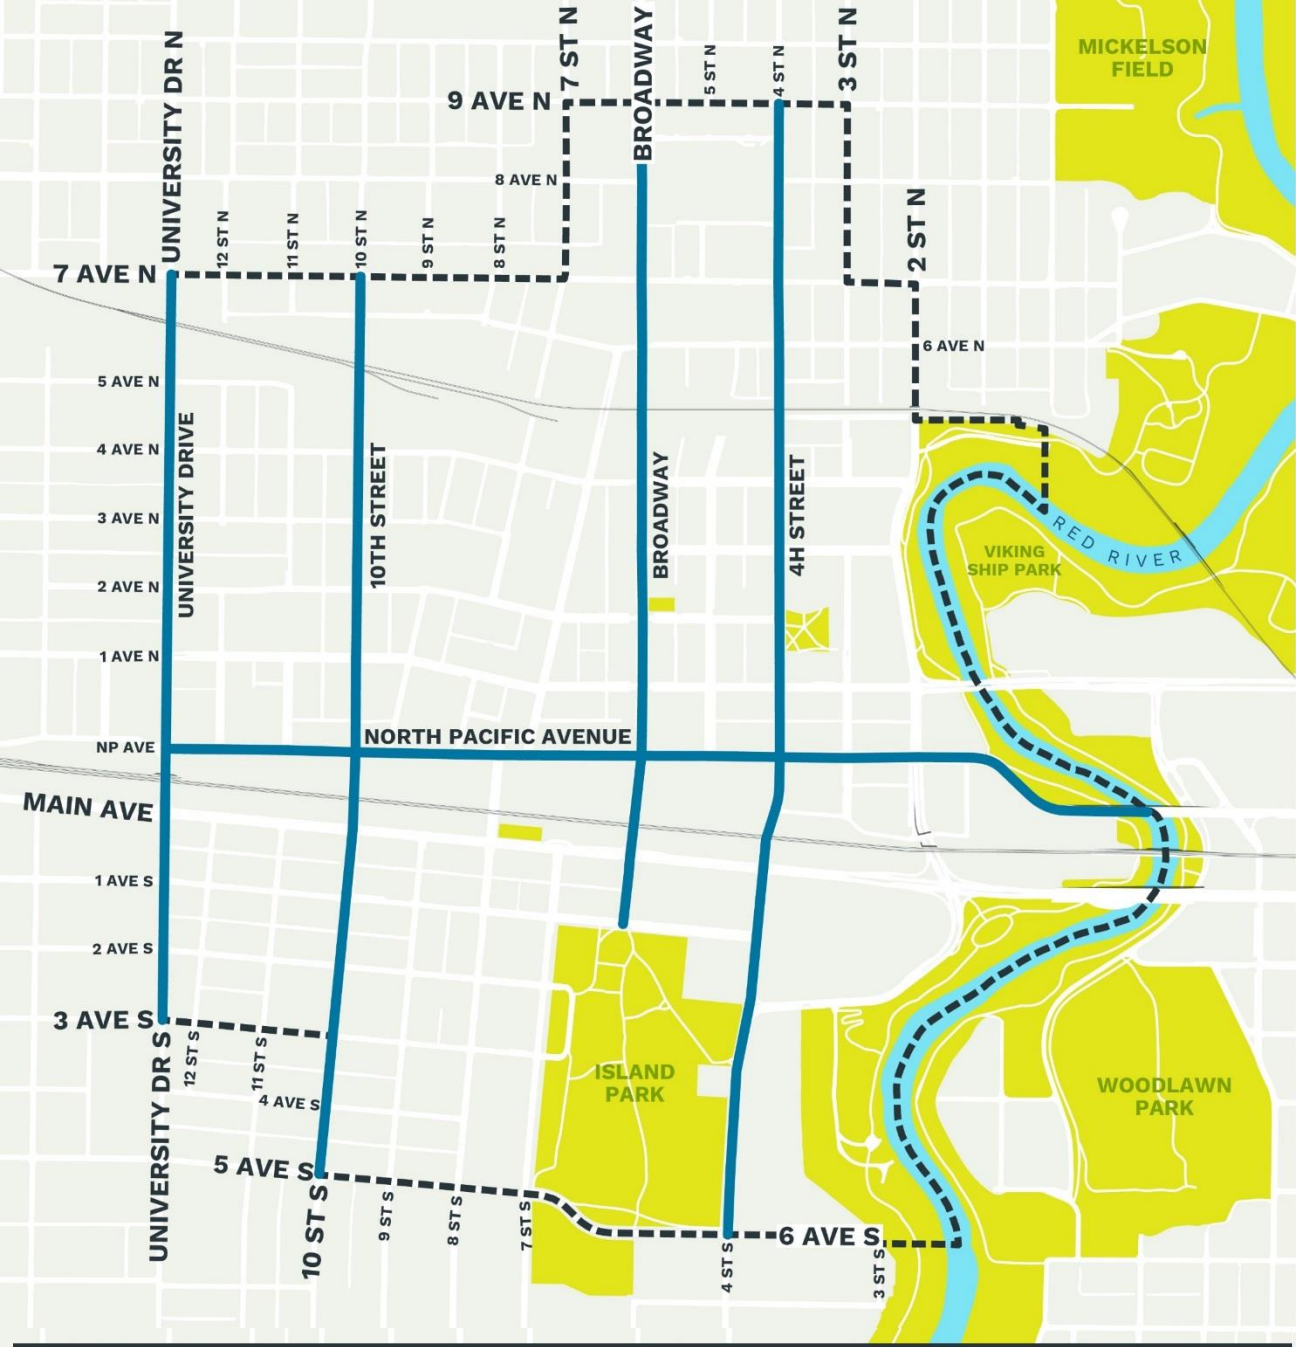 UNIVERSITY DR N
7 ST N
BROADWAY
5 ST N
4 ST N
3 ST N
MICKELSON
FIELD
9 AVE N
8 AVE N
2 ST N
12 ST N
11 ST N
10 ST N
9 ST N
8 ST N
7 AVE N
6 AVE N
5 AVE N
4 AVE N
3 AVE N
2 AVE N
1 AVE N
UNIVERSITY DRIVE
10TH STREET
BROADWAY
4H STREET
RED RIVER
VIKING
SHIP PARK
NP AVE
NORTH PACIFIC AVENUE
MAIN AVE
1 AVE S
2 AVE S
3 AVE S
12 ST S
11 ST S
4 AVE S
ISLAND
PARK
WOODLAWN
PARK
5 AVE S
UNIVERSITY DR S
10 ST S
9 ST S
8 ST S
7 ST S
6 AVE S
4 ST S
3 ST S